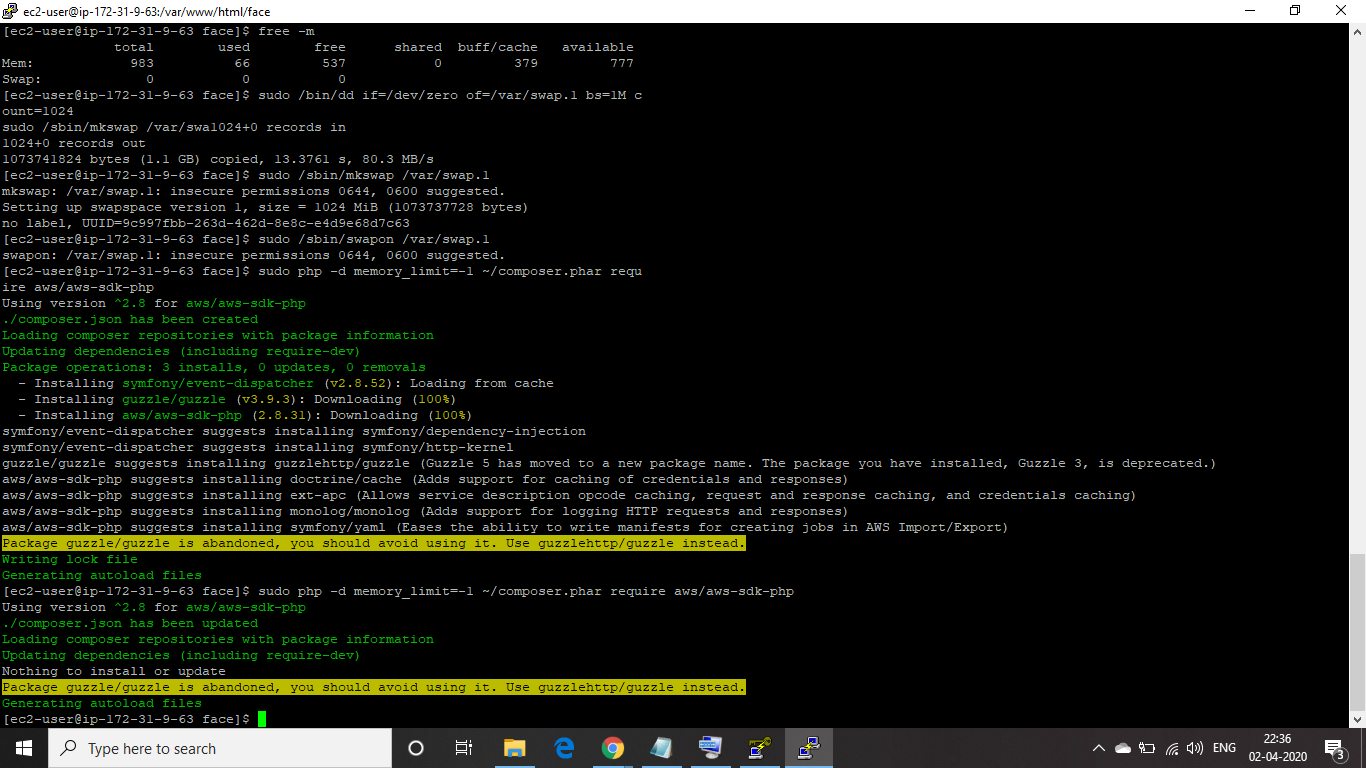 ec2-user@ip-172-31-9-63:/var/www/html/face
[ec2-user@ip-172-31-9-63 face]$ free -m
              total        used        free      shared  buff/cache   available
Mem:            983          66         537           0         379         777
Swap:             0           0           0
[ec2-user@ip-172-31-9-63 face]$ sudo /bin/dd if=/dev/zero of=/var/swap.1 bs=1M c
ount=1024
sudo /sbin/mkswap /var/swa1024+0 records in
1024+0 records out
1073741824 bytes (1.1 GB) copied, 13.3761 s, 80.3 MB/s
[ec2-user@ip-172-31-9-63 face]$ sudo /sbin/mkswap /var/swap.1
mkswap: /var/swap.1: insecure permissions 0644, 0600 suggested.
Setting up swapspace version 1, size = 1024 MiB (1073737728 bytes)
no label, UUID=9c997fbb-263d-462d-8e8c-e4d9e68d7c63
[ec2-user@ip-172-31-9-63 face]$ sudo /sbin/swapon /var/swap.1
swapon: /var/swap.1: insecure permissions 0644, 0600 suggested.
[ec2-user@ip-172-31-9-63 face]$ sudo php -d memory_limit=-1 ~/composer.phar requ
ire aws/aws-sdk-php
Using version ^2.8 for aws/aws-sdk-php
./composer.json has been created
Loading composer repositories with package information
Updating dependencies (including require-dev)
Package operations: 3 installs, 0 updates, 0 removals
  - Installing symfony/event-dispatcher (v2.8.52): Loading from cache
  - Installing guzzle/guzzle (v3.9.3): Downloading (100%)
  - Installing aws/aws-sdk-php (2.8.31): Downloading (100%)
symfony/event-dispatcher suggests installing symfony/dependency-injection
symfony/event-dispatcher suggests installing symfony/http-kernel
guzzle/guzzle suggests installing guzzlehttp/guzzle (Guzzle 5 has moved to a new package name. The package you have installed, Guzzle 3, is deprecated.)
aws/aws-sdk-php suggests installing doctrine/cache (Adds support for caching of credentials and responses)
aws/aws-sdk-php suggests installing ext-apc (Allows service description opcode caching, request and response caching, and credentials caching)
aws/aws-sdk-php suggests installing monolog/monolog (Adds support for logging HTTP requests and responses)
aws/aws-sdk-php suggests installing symfony/yaml (Eases the ability to write manifests for creating jobs in AWS Import/Export)
Package guzzle/guzzle is abandoned, you should avoid using it. Use guzzlehttp/guzzle instead.
Writing lock file
Generating autoload files
[ec2-user@ip-172-31-9-63 face]$ sudo php -d memory_limit=-1 ~/composer.phar require aws/aws-sdk-php
Using version ^2.8 for aws/aws-sdk-php
./composer.json has been updated
Loading composer repositories with package information
Updating dependencies (including require-dev)
Nothing to install or update
Package guzzle/guzzle is abandoned, you should avoid using it. Use guzzlehttp/guzzle instead.
Generating autoload files
[ec2-user@ip-172-31-9-63 face]$
Type here to search
ENG
22:36
02-04-2020
3